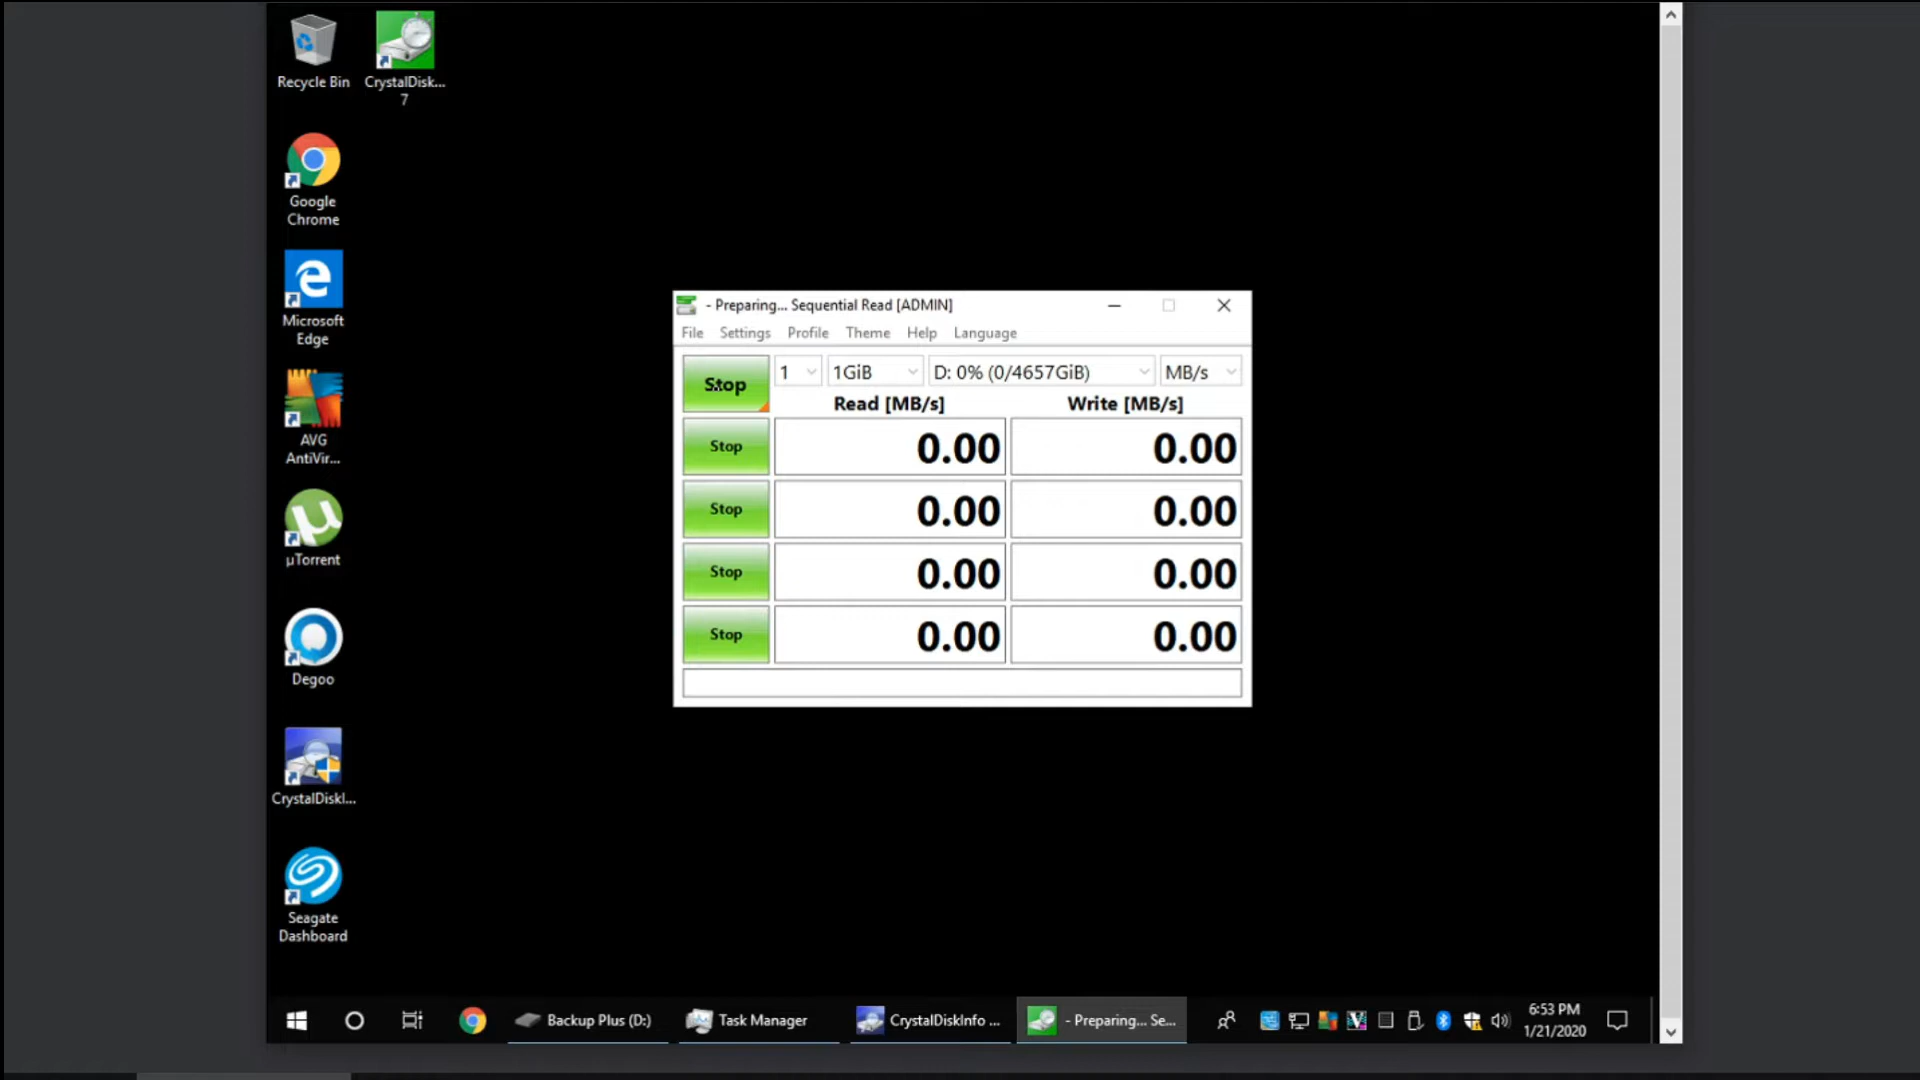 Recycle Bin
CrystalDisk...
7
Google
Chrome
Microsoft
Edge
AVG
AntiVir...
µTorrent
Degoo
CrystalDiskI...
Seagate
Dashboard
- Preparing... Sequential Read [ADMIN]
File Settings Profile Theme Help Language
Stop 1 1GiB D: 0% (0/4657GiB) MB/s
Read [MB/s] Write [MB/s]
Stop 0.00 0.00
Stop 0.00 0.00
Stop 0.00 0.00
Stop 0.00 0.00
Backup Plus (D:) Task Manager CrystalDiskInfo ... - Preparing... Se... 6:53 PM
1/21/2020